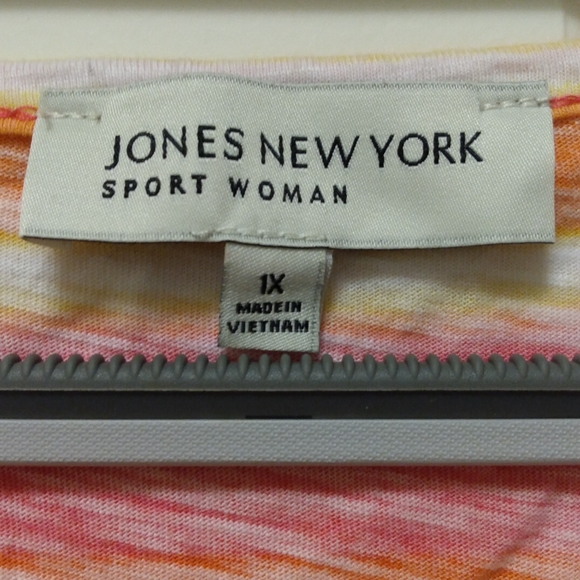 JONES NEW YORK
SPORT WOMAN
1X
MADE IN
VIETNAM